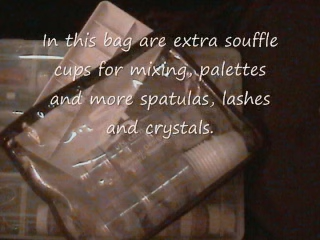 In this bag are extra souffle
cups for mixing, palettes
and more spatulas, lashes
and crystals.